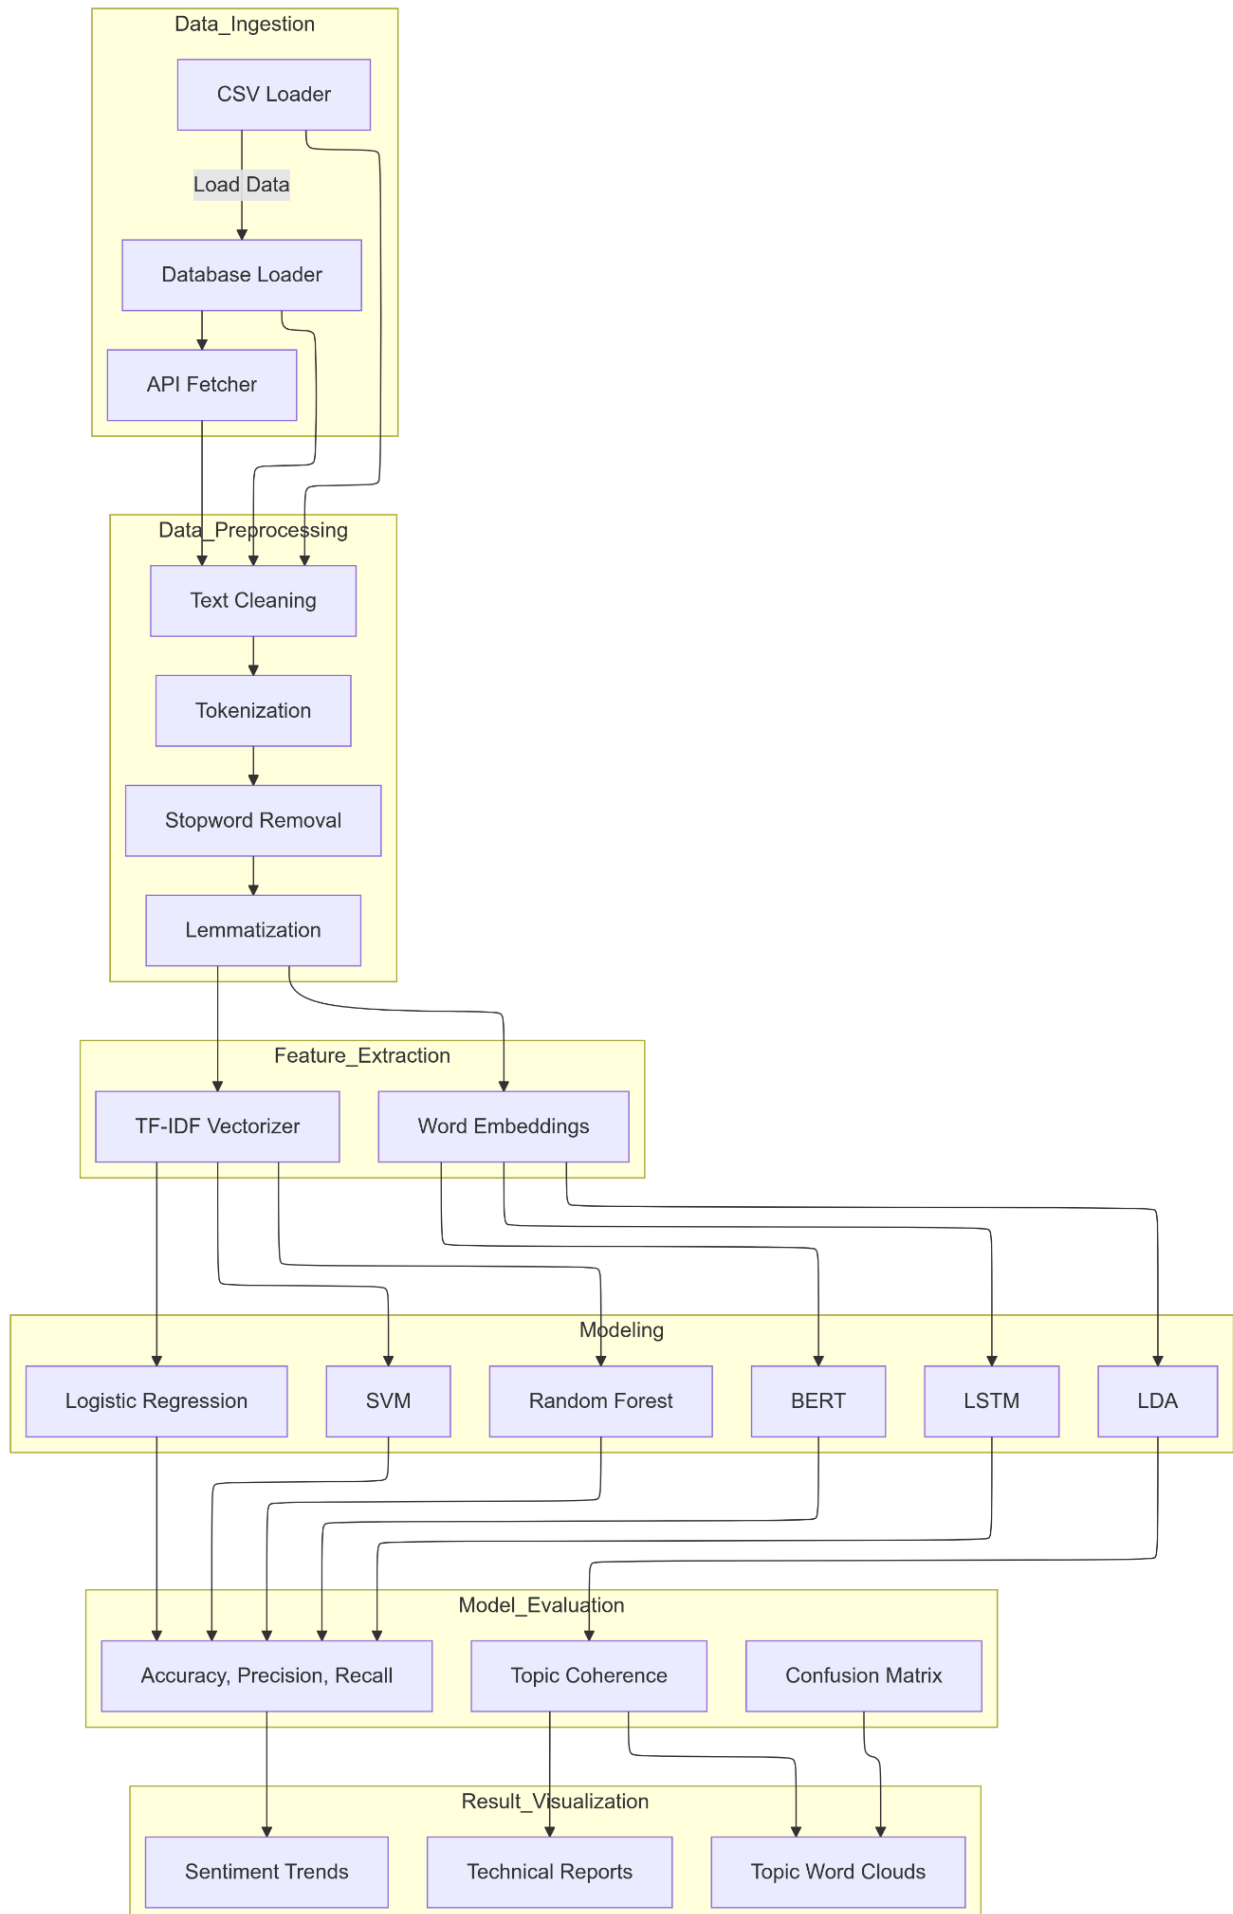 Data_Ingestion
CSV Loader
Load Data
Database Loader
API Fetcher
Data_Preprocessing
Text Cleaning
Tokenization
Stopword Removal
Lemmatization
Feature_Extraction
TF-IDF Vectorizer
Word Embeddings
Modeling
Logistic Regression
SVM
Random Forest
BERT
LSTM
LDA
Model_Evaluation
Accuracy, Precision, Recall
Topic Coherence
Confusion Matrix
Result_Visualization
Sentiment Trends
Technical Reports
Topic Word Clouds